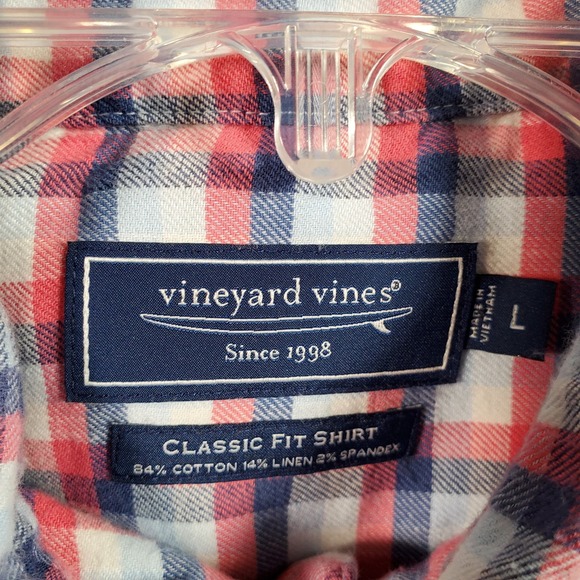 vineyard vines®
Since 1998
MADE IN
VIETNAM
L
CLASSIC FIT SHIRT
84% COTTON 14% LINEN 2% SPANDEX